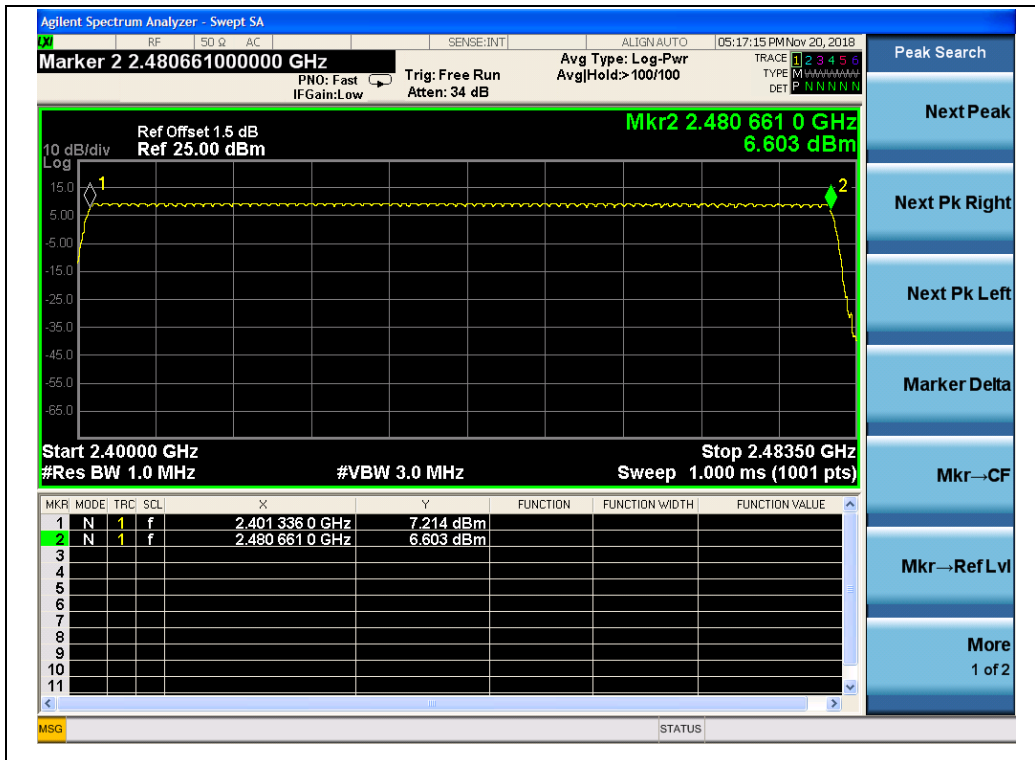 Agilent Spectrum Analyzer - Swept SA
LXI RF 50 Ω AC SENSE:INT ALIGN AUTO 05:17:15 PM Nov 20, 2018
Marker 2 2.480661000000 GHz
PNO: Fast
IFGain:Low
Trig: Free Run
Atten: 34 dB
Avg Type: Log-Pwr
Avg|Hold:>100/100
TRACE 1 2 3 4 5 6
TYPE M
DET P N N N N N
Ref Offset 1.5 dB
Ref 25.00 dBm
10 dB/div
Log
Mkr2 2.480 661 0 GHz
6.603 dBm
1
2
15.0
5.00
-5.00
-15.0
-25.0
-35.0
-45.0
-55.0
-65.0
Start 2.40000 GHz
Stop 2.48350 GHz
#Res BW 1.0 MHz
#VBW 3.0 MHz
Sweep 1.000 ms (1001 pts)
MKR MODE TRC SCL X Y FUNCTION FUNCTION WIDTH FUNCTION VALUE
1 N 1 f 2.401 336 0 GHz 7.214 dBm
2 N 1 f 2.480 661 0 GHz 6.603 dBm
3
4
5
6
7
8
9
10
11
MSG
STATUS
Peak Search
Next Peak
Next Pk Right
Next Pk Left
Marker Delta
Mkr→CF
Mkr→Ref Lvl
More
1 of 2